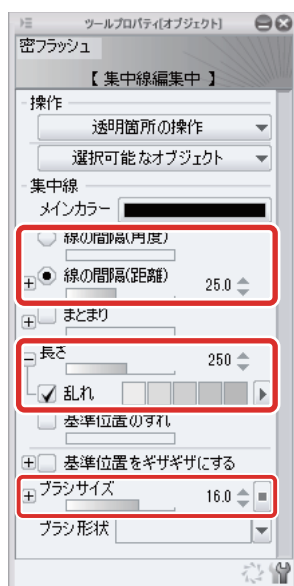 ツールプロパティ[オブジェクト]
密フラッシュ
【 集中線編集中 】
操作
透明箇所の操作
選択可能なオブジェクト
集中線
メインカラー
線の間隔(角度)
線の間隔(距離) 25.0
まとまり
長さ 250
乱れ
基準位置のずれ
基準位置をギザギザにする
ブラシサイズ 16.0
ブラシ形状